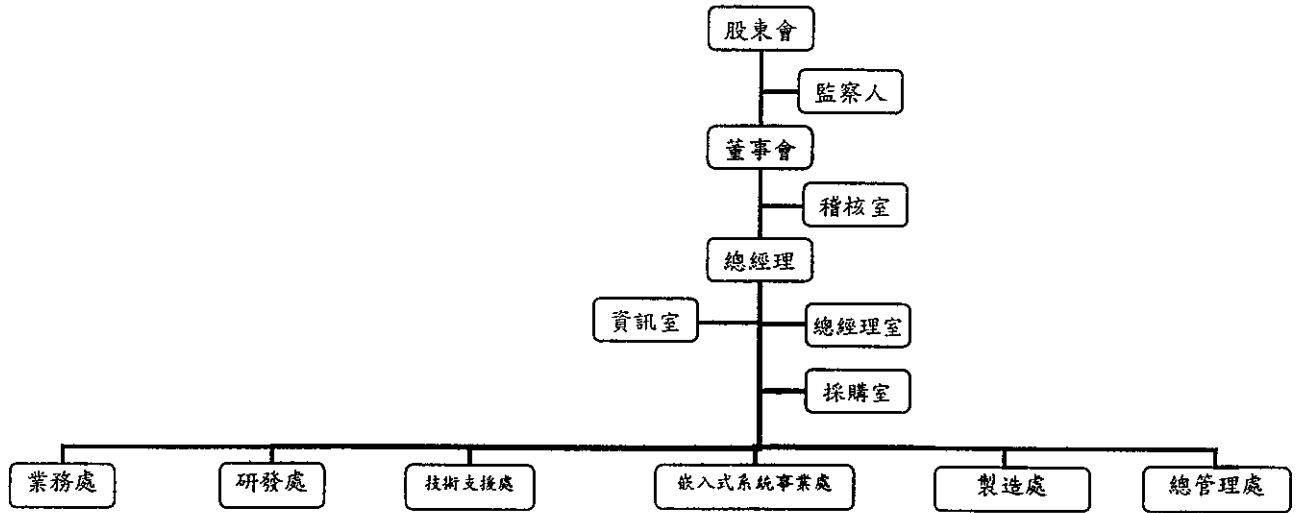 股東會
監察人
董事會
稽核室
總經理
資訊室
總經理室
採購室
業務處
研發處
技術支援處
嵌入式系統事業處
製造處
總管理處